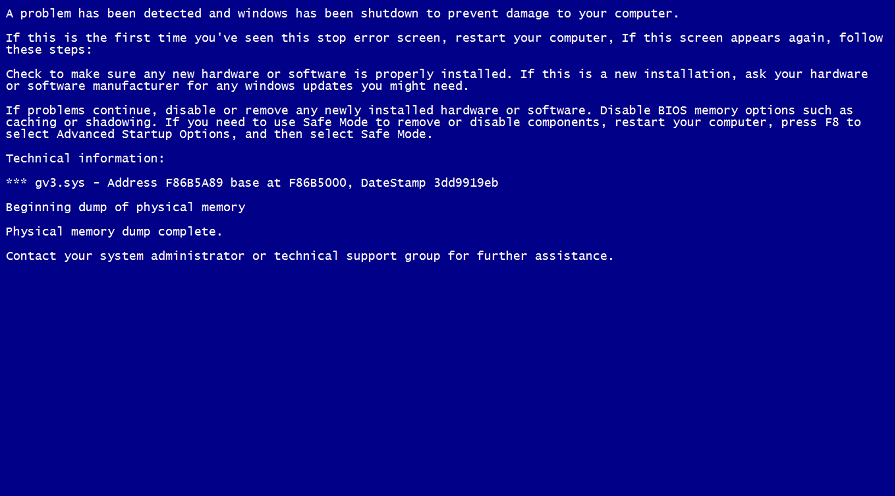 A problem has been detected and windows has been shutdown to prevent damage to your computer.
If this is the first time you've seen this stop error screen, restart your computer, If this screen appears again, follow
these steps:
Check to make sure any new hardware or software is properly installed. If this is a new installation, ask your hardware
or software manufacturer for any windows updates you might need.
If problems continue, disable or remove any newly installed hardware or software. Disable BIOS memory options such as
caching or shadowing. If you need to use Safe Mode to remove or disable components, restart your computer, press F8 to
select Advanced Startup Options, and then select Safe Mode.
Technical information:
*** gv3.sys - Address F86B5A89 base at F86B5000, DateStamp 3dd9919eb
Beginning dump of physical memory
Physical memory dump complete.
Contact your system administrator or technical support group for further assistance.